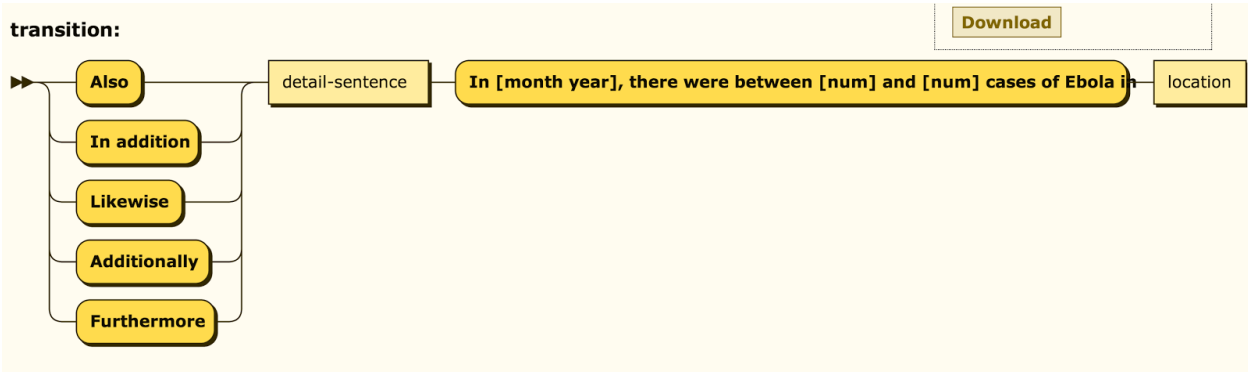 transition:
Download
Also
detail-sentence
In [month year], there were between [num] and [num] cases of Ebola in
location
In addition
Likewise
Additionally
Furthermore